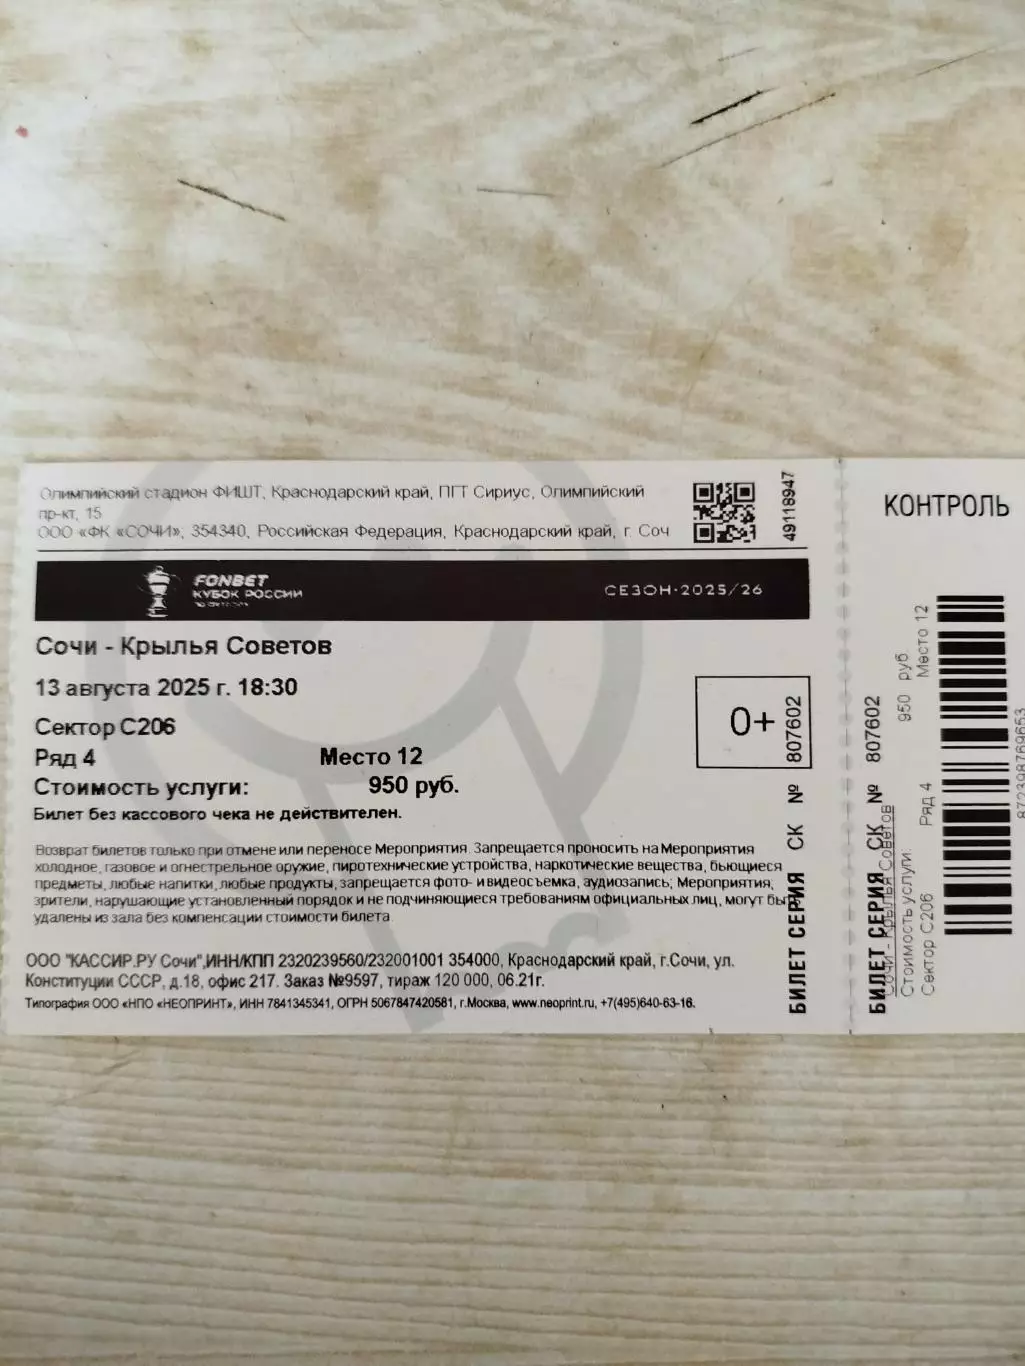 Олимпийский стадион ФИШТ, Краснодарский край, ПГТ Сириус, Олимпийский
пр-кт, 15
ООО «ФК «СОЧИ», 354340, Российская Федерация, Краснодарский край, г. Соч
49118947
FONBET
КУБОК РОССИИ
СЕЗОН·2025/26
Сочи - Крылья Советов
13 августа 2025 г. 18:30
Сектор С206
Ряд 4 Место 12
Стоимость услуги: 950 руб.
Билет без кассового чека не действителен.
0+
Возврат билетов только при отмене или переносе Мероприятия. Запрещается проносить на Мероприятия
холодное, газовое и огнестрельное оружие, пиротехнические устройства, наркотические вещества, бьющиеся
предметы, любые напитки, любые продукты, запрещается фото- и видеосъемка, аудиозапись; Мероприятия;
зрители, нарушающие установленный порядок и не подчиняющиеся требованиям официальных лиц, могут быть
удалены из зала без компенсации стоимости билета
ООО "КАССИР.РУ Сочи",ИНН/КПП 2320239560/232001001 354000, Краснодарский край, г.Сочи, ул.
Конституции СССР, д.18, офис 217. Заказ №9597, тираж 120 000, 06.21г.
Типография ООО «НПО «НЕОПРИНТ», ИНН 7841345341, ОГРН 5067847420581, г.Москва, www.neoprint.ru, +7(495)640-63-16.
БИЛЕТ СЕРИЯ СК № 807602
КОНТРОЛЬ
БИЛЕТ СЕРИЯ СК № 807602
Сочи - Крылья Советов
Стоимость услуги: 950 руб.
Сектор С206 Ряд 4 Место 12
872398769653